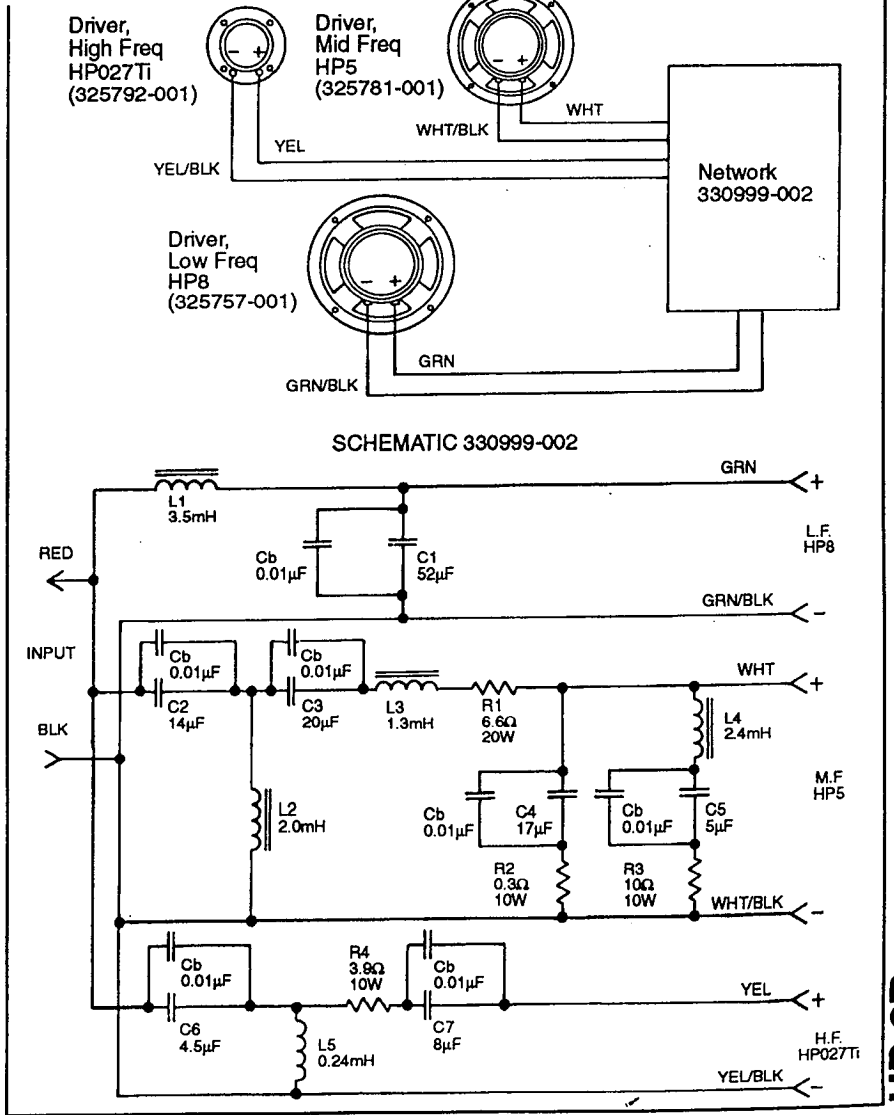 Driver,
High Freq
HP027Ti
(325792-001)
Driver,
Mid Freq
HP5
(325781-001)
- +
- +
WHT
WHT/BLK
YEL
YEL/BLK
Network
330999-002
Driver,
Low Freq
HP8
(325757-001)
- +
GRN
GRN/BLK
SCHEMATIC 330999-002
GRN
+
L1
3.5mH
L.F.
HP8
Cb
0.01µF
C1
52µF
RED
GRN/BLK
-
INPUT
Cb
0.01µF
Cb
0.01µF
WHT
+
C2
14µF
C3
20µF
L3
1.3mH
R1
6.6Ω
20W
L4
2.4mH
BLK
M.F
HP5
L2
2.0mH
Cb
0.01µF
C4
17µF
Cb
0.01µF
C5
5µF
R2
0.3Ω
10W
R3
10Ω
10W
WHT/BLK
-
Cb
0.01µF
R4
3.9Ω
10W
Cb
0.01µF
YEL
+
C6
4.5µF
L5
0.24mH
C7
8µF
H.F.
HP027Ti
YEL/BLK
-